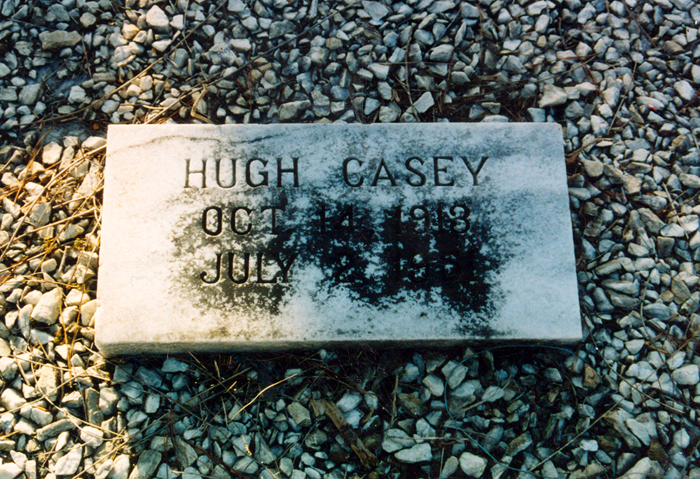 HUGH CASEY
OCT. 14, 1913
JULY